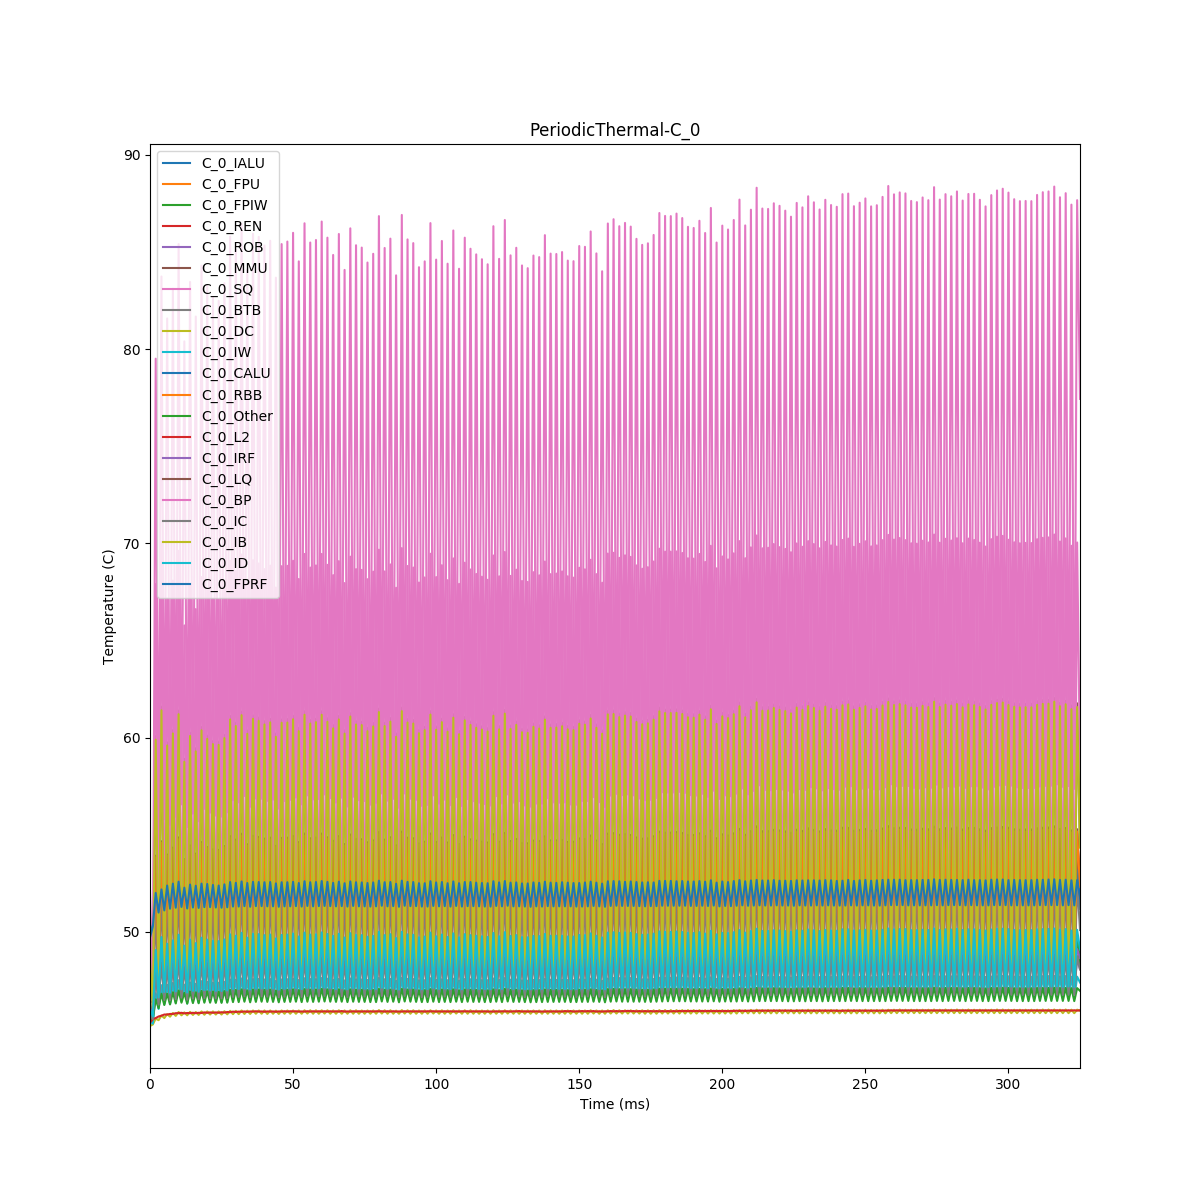 PeriodicThermal-C_0
90
80
70
60
50
Temperature (C)
C_0_IALU
C_0_FPU
C_0_FPIW
C_0_REN
C_0_ROB
C_0_MMU
C_0_SQ
C_0_BTB
C_0_DC
C_0_IW
C_0_CALU
C_0_RBB
C_0_Other
C_0_L2
C_0_IRF
C_0_LQ
C_0_BP
C_0_IC
C_0_IB
C_0_ID
C_0_FPRF
0 50 100 150 200 250 300
Time (ms)